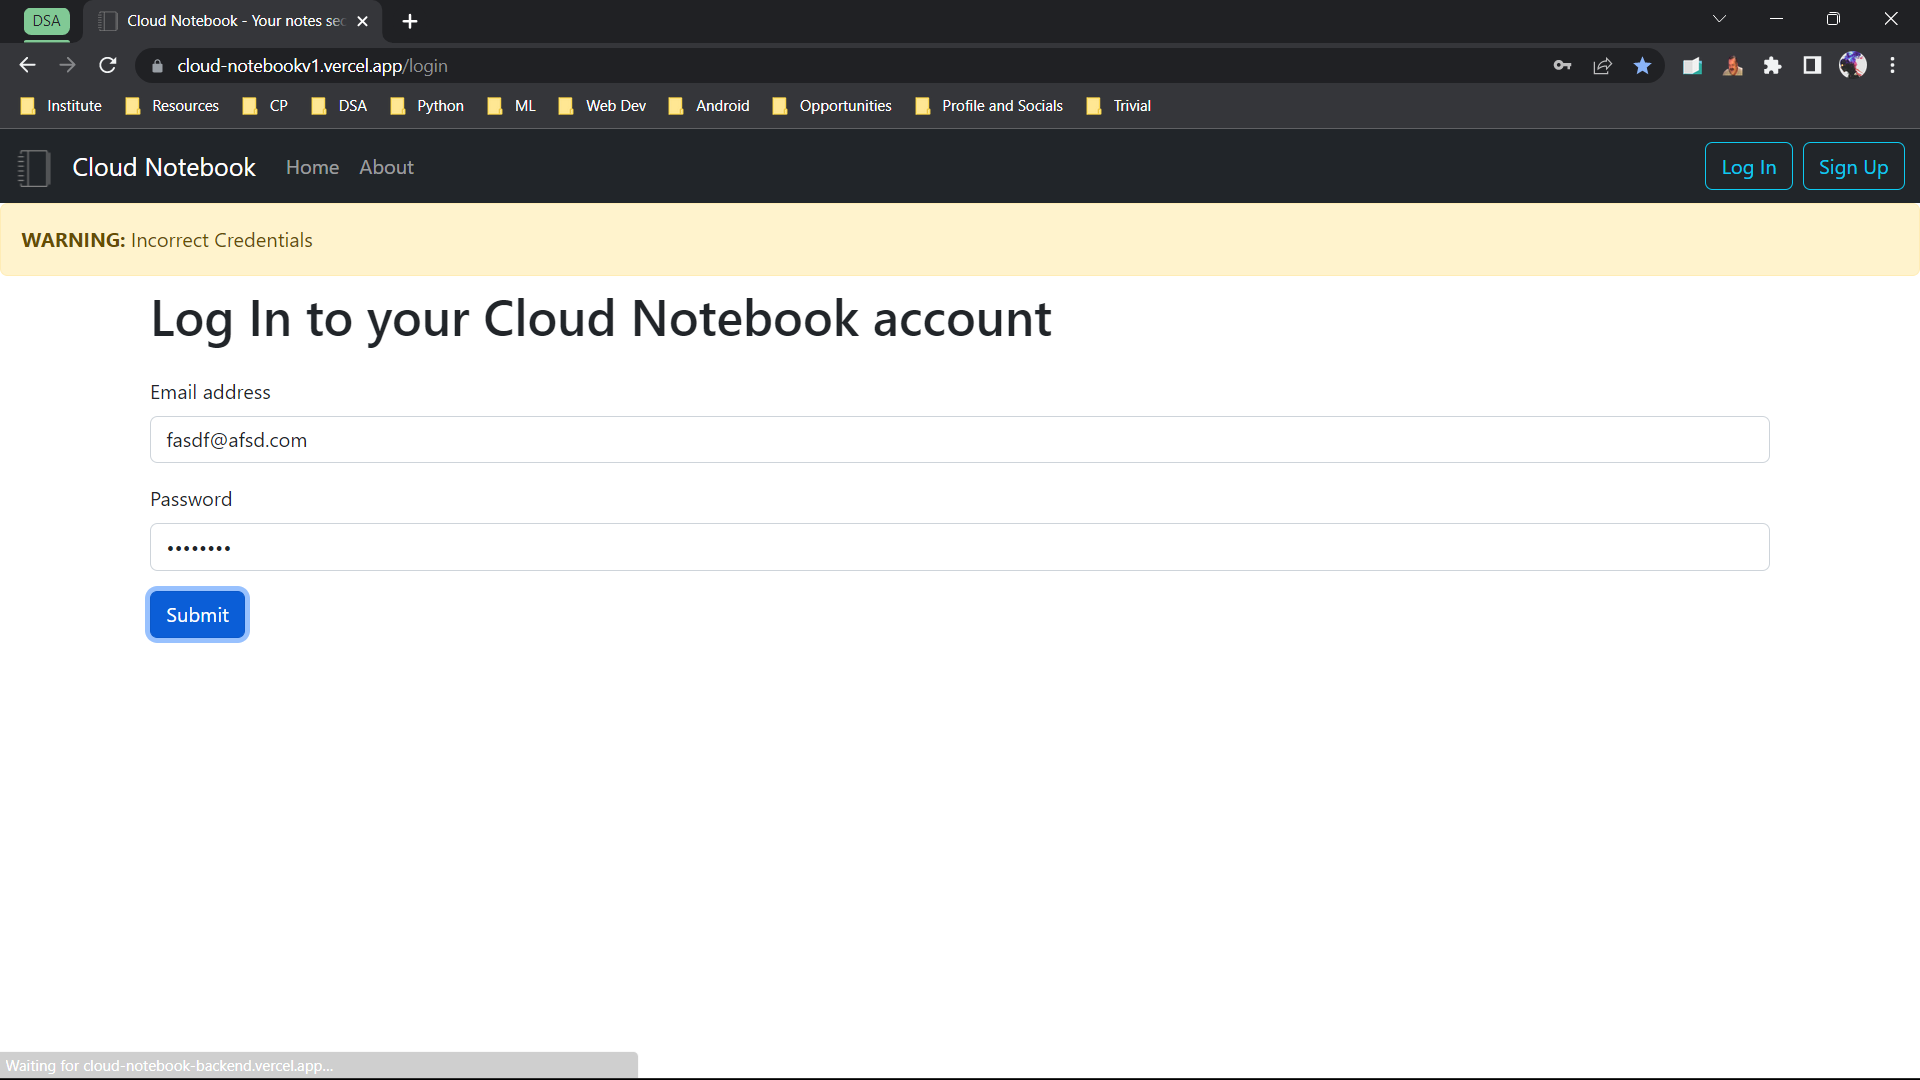 DSA
Cloud Notebook - Your notes sec
cloud-notebookv1.vercel.app/login
Institute Resources CP DSA Python ML Web Dev Android Opportunities Profile and Socials Trivial
Cloud Notebook Home About Log In Sign Up
WARNING: Incorrect Credentials
Log In to your Cloud Notebook account
Email address
fasdf@afsd.com
Password
••••••••
Submit
Waiting for cloud-notebook-backend.vercel.app...